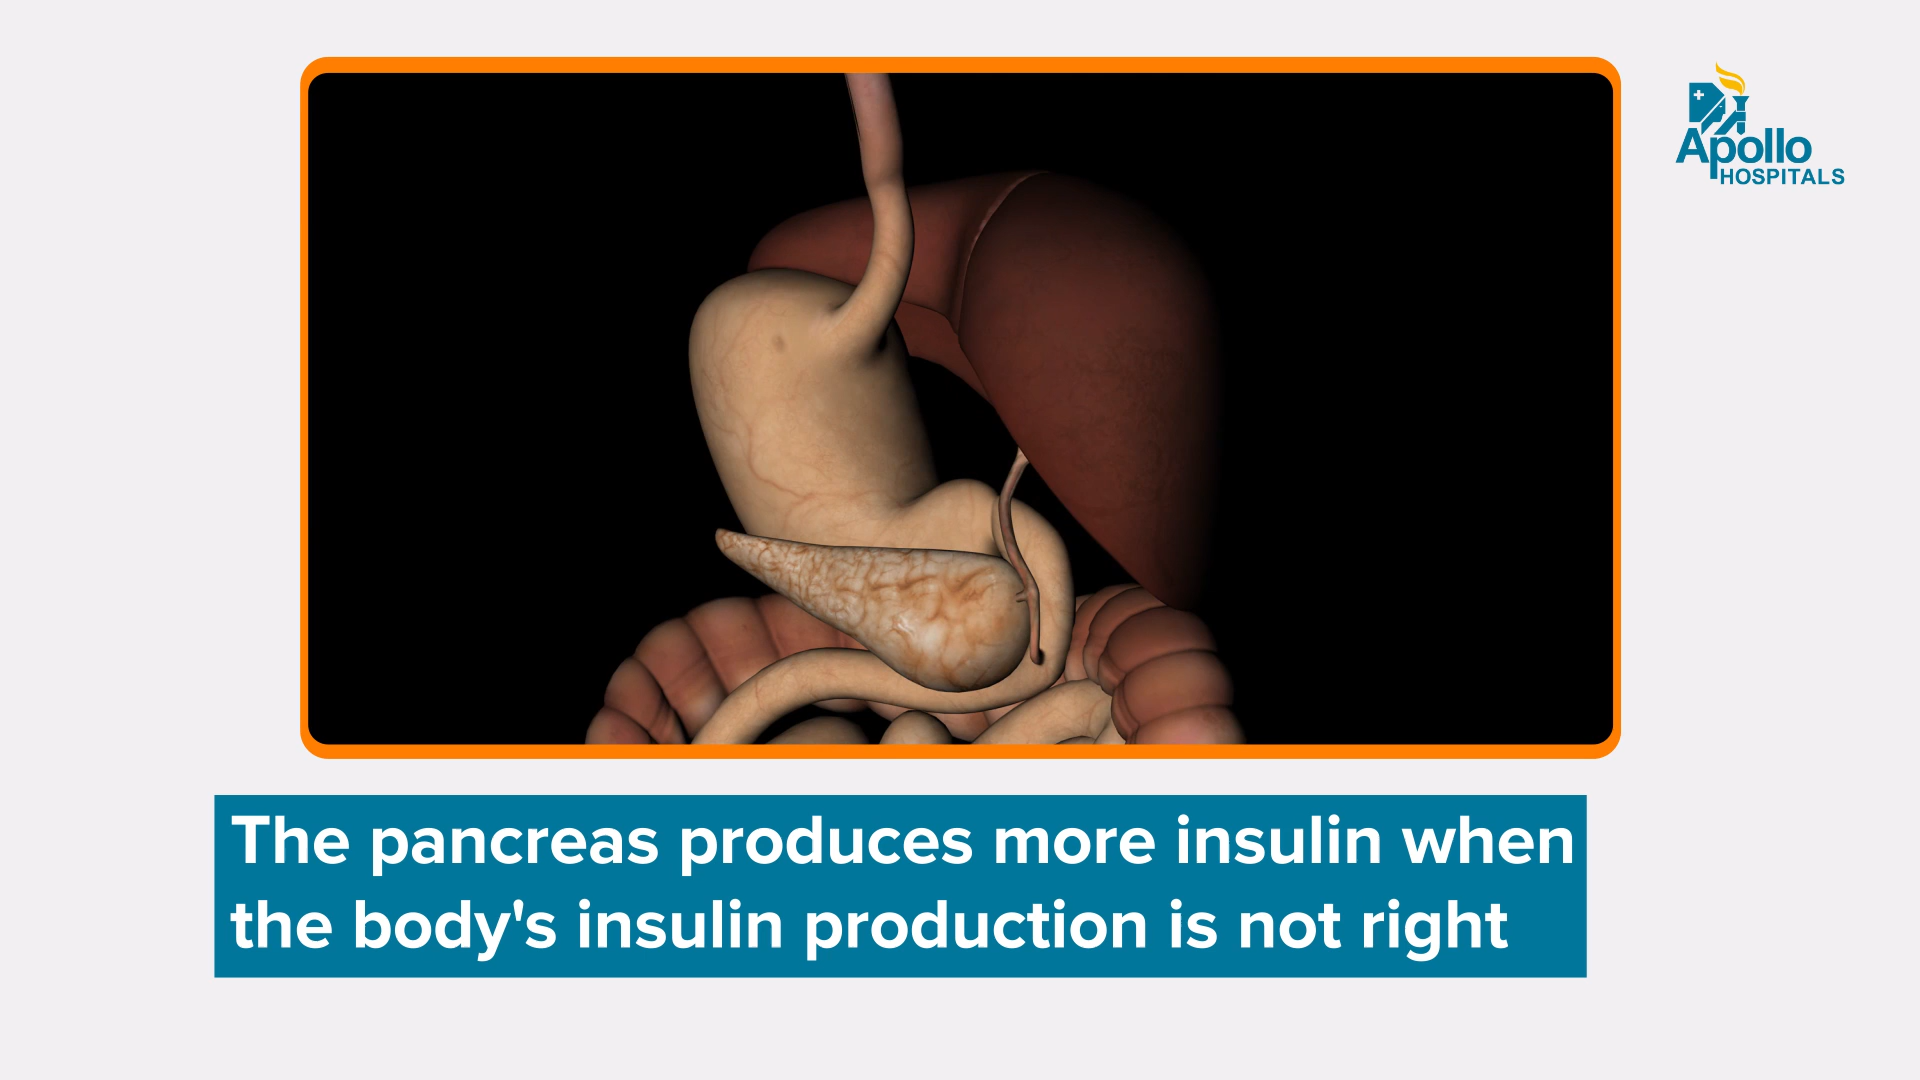 Apollo
HOSPITALS
The pancreas produces more insulin when
the body's insulin production is not right